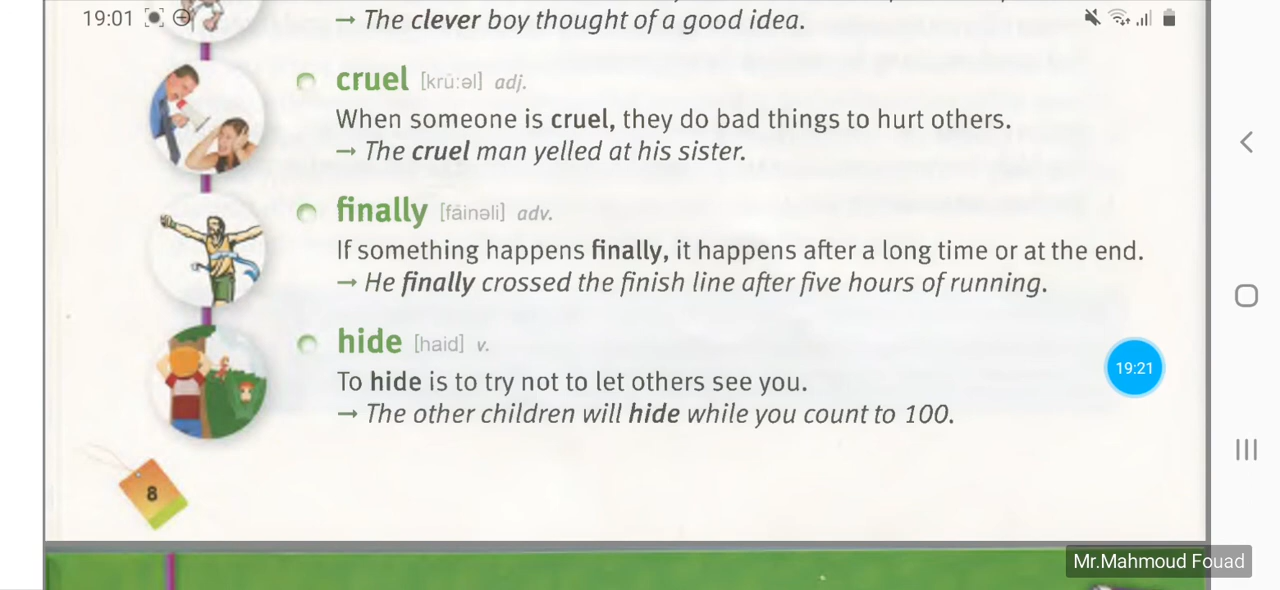 19:01
→ The clever boy thought of a good idea.
cruel [krúːəl] adj.
When someone is cruel, they do bad things to hurt others.
→ The cruel man yelled at his sister.
finally [fáinəli] adv.
If something happens finally, it happens after a long time or at the end.
→ He finally crossed the finish line after five hours of running.
hide [haid] v.
To hide is to try not to let others see you.
→ The other children will hide while you count to 100.
19:21
8
Mr.Mahmoud Fouad